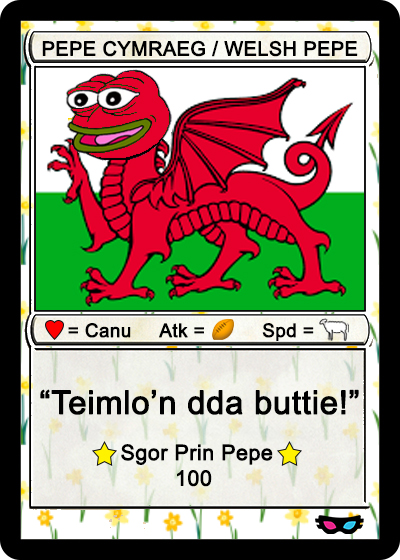 PEPE CYMRAEG / WELSH PEPE
= Canu Atk = Spd =
“Teimlo’n dda buttie!”
Sgor Prin Pepe
100